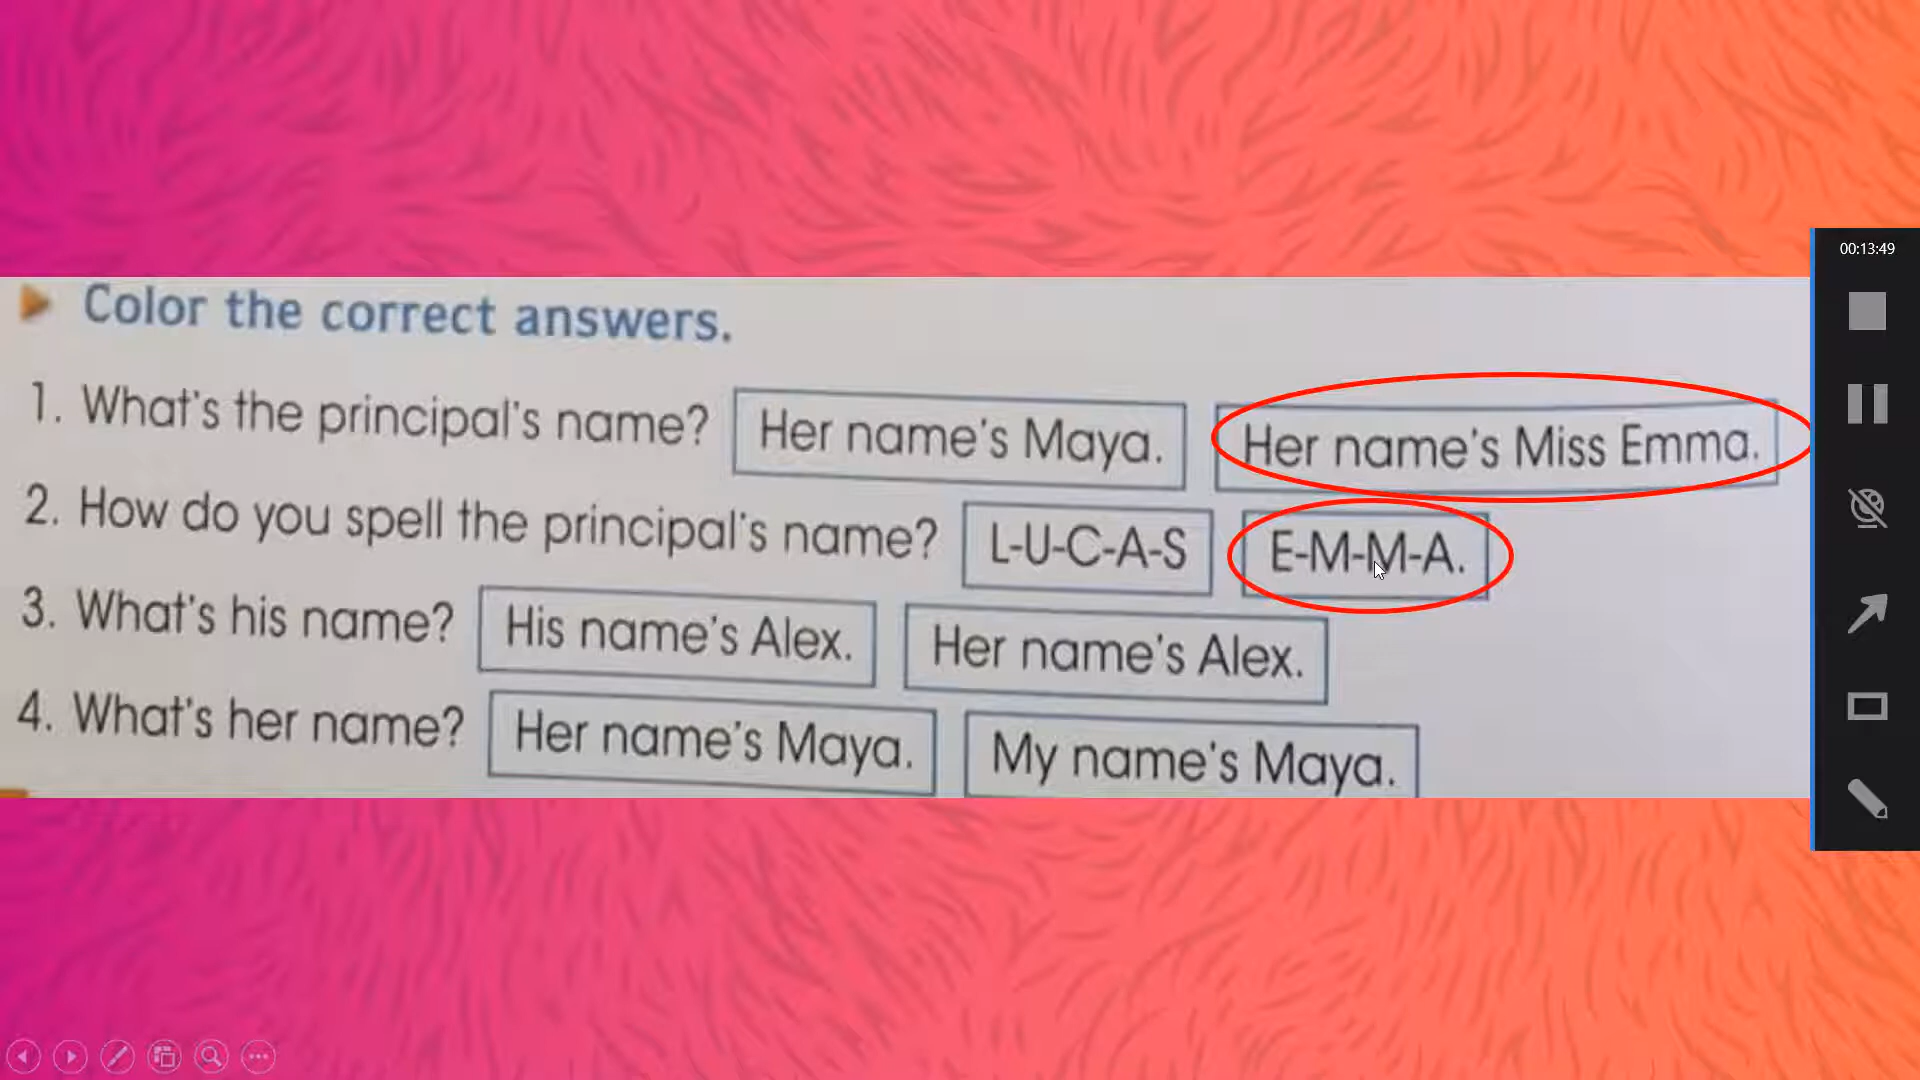 00:13:49
Color the correct answers.
1. What's the principal's name? Her name's Maya. Her name's Miss Emma.
2. How do you spell the principal's name? L-U-C-A-S E-M-M-A.
3. What's his name? His name's Alex. Her name's Alex.
4. What's her name? Her name's Maya. My name's Maya.